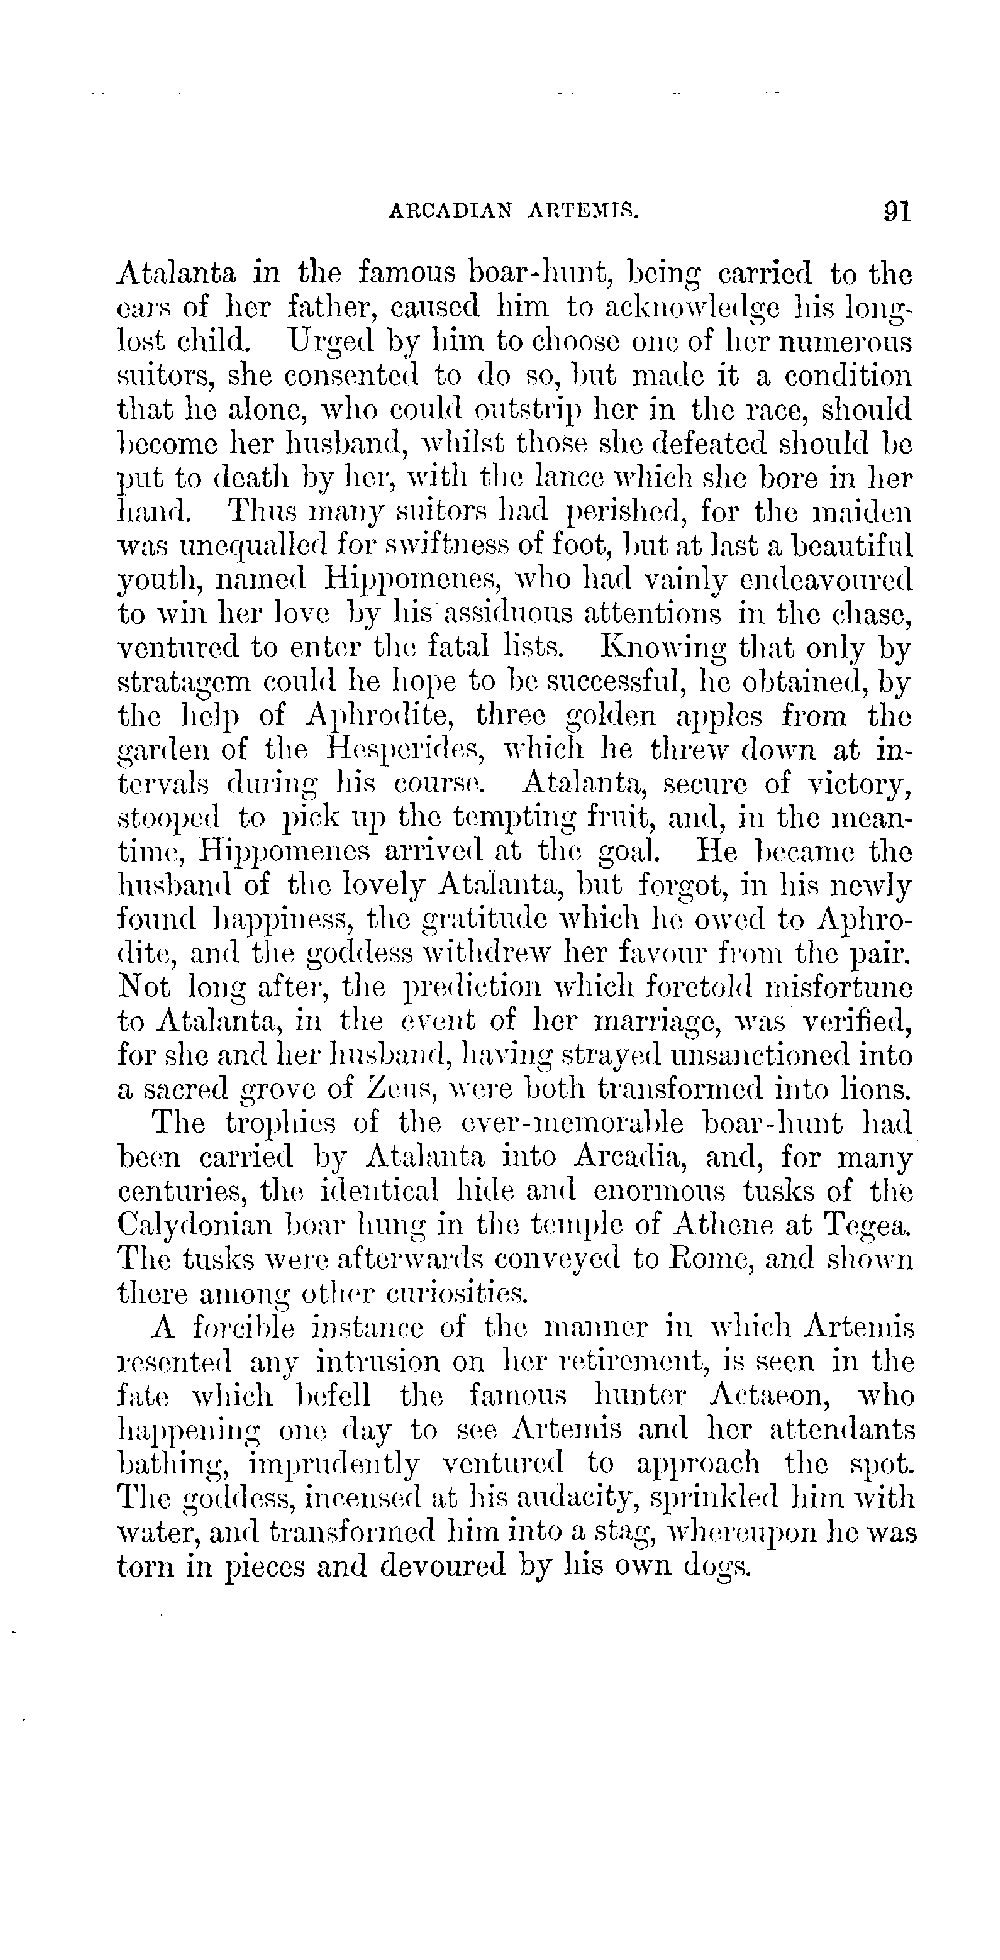 ARCADIAN ARTEMIS. 91
Atalanta in the famous boar-hunt, being carried to the
ears of her father, caused him to acknowledge his long-
lost child. Urged by him to choose one of her numerous
suitors, she consented to do so, but made it a condition
that he alone, who could outstrip her in the race, should
become her husband, whilst those she defeated should be
put to death by her, with the lance which she bore in her
hand. Thus many suitors had perished, for the maiden
was unequalled for swiftness of foot, but at last a beautiful
youth, named Hippomenes, who had vainly endeavoured
to win her love by his assiduous attentions in the chase,
ventured to enter the fatal lists. Knowing that only by
stratagem could he hope to be successful, he obtained, by
the help of Aphrodite, three golden apples from the
garden of the Hesperides, which he threw down at in-
tervals during his course. Atalanta, secure of victory,
stooped to pick up the tempting fruit, and, in the mean-
time, Hippomenes arrived at the goal. He became the
husband of the lovely Atalanta, but forgot, in his newly
found happiness, the gratitude which he owed to Aphro-
dite, and the goddess withdrew her favour from the pair.
Not long after, the prediction which foretold misfortune
to Atalanta, in the event of her marriage, was verified,
for she and her husband, having strayed unsanctioned into
a sacred grove of Zeus, were both transformed into lions.
The trophies of the ever-memorable boar-hunt had
been carried by Atalanta into Arcadia, and, for many
centuries, the identical hide and enormous tusks of the
Calydonian boar hung in the temple of Athene at Tegea.
The tusks were afterwards conveyed to Rome, and shown
there among other curiosities.
A forcible instance of the manner in which Artemis
resented any intrusion on her retirement, is seen in the
fate which befell the famous hunter Actaeon, who
happening one day to see Artemis and her attendants
bathing, imprudently ventured to approach the spot.
The goddess, incensed at his audacity, sprinkled him with
water, and transformed him into a stag, whereupon he was
torn in pieces and devoured by his own dogs.